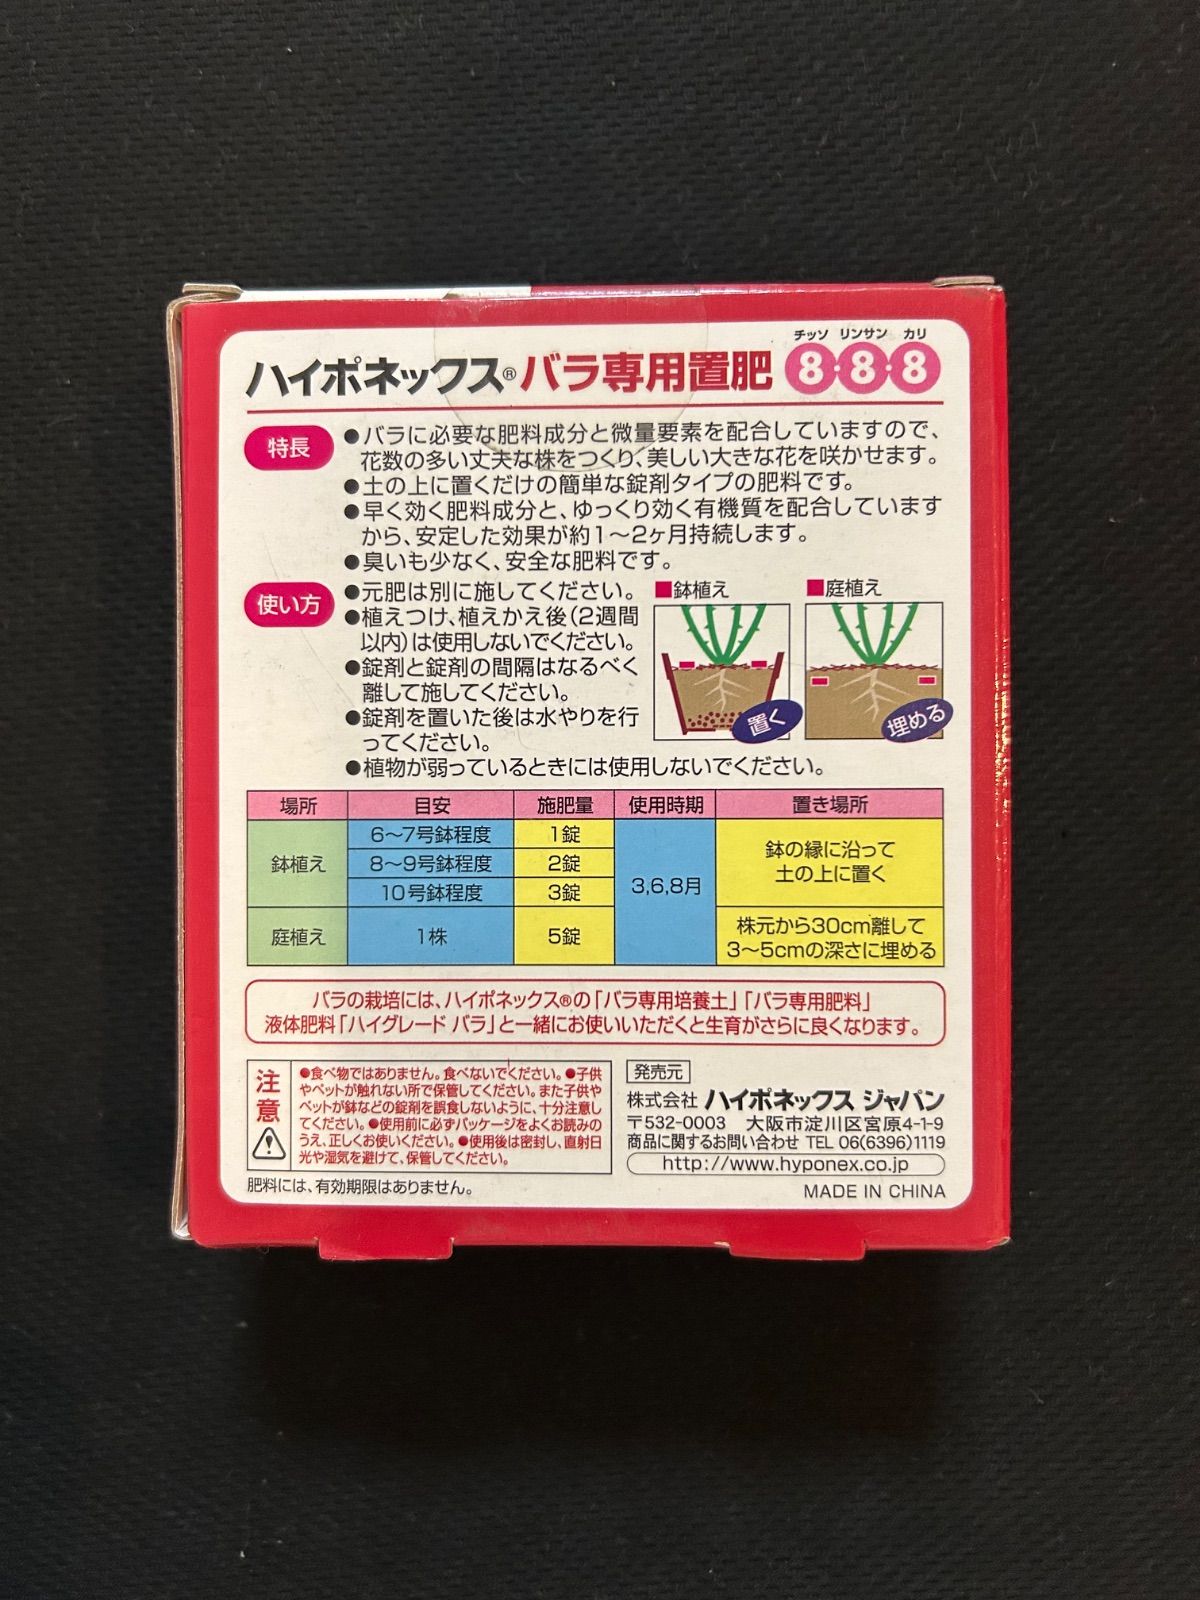 チッソ リンサン カリ
ハイポネックス®バラ専用置肥 8・8・8
特長
●バラに必要な肥料成分と微量要素を配合していますので、
花数の多い丈夫な株をつくり、美しい大きな花を咲かせます。
●土の上に置くだけの簡単な錠剤タイプの肥料です。
●早く効く肥料成分と、ゆっくり効く有機質を配合しています
から、安定した効果が約1〜2ヶ月持続します。
●臭いも少なく、安全な肥料です。
使い方
●元肥は別に施してください。
●植えつけ、植えかえ後(2週間
以内)は使用しないでください。
●錠剤と錠剤の間隔はなるべく
離して施してください。
●錠剤を置いた後は水やりを行
ってください。
●植物が弱っているときには使用しないでください。
■鉢植え
置く
■庭植え
埋める
場所 目安 施肥量 使用時期 置き場所
鉢植え
6〜7号鉢程度 1錠
8〜9号鉢程度 2錠
10号鉢程度 3錠
3,6,8月
鉢の縁に沿って
土の上に置く
庭植え 1株 5錠
株元から30cm離して
3〜5cmの深さに埋める
バラの栽培には、ハイポネックス®の「バラ専用培養土」「バラ専用肥料」
液体肥料「ハイグレード バラ」と一緒にお使いいただくと生育がさらに良くなります。
注意
●食べ物ではありません。食べないでください。●子供
やペットが触れない所で保管してください。また子供や
ペットが鉢などの錠剤を誤食しないように、十分注意し
てください。●使用前に必ずパッケージをよくお読みの
うえ、正しくお使いください。●使用後は密封し、直射日
光や湿気を避けて、保管してください。
肥料には、有効期限はありません。
発売元
株式会社 ハイポネックス ジャパン
〒532-0003 大阪市淀川区宮原4-1-9
商品に関するお問い合わせ TEL 06(6396)1119
http://www.hyponex.co.jp
MADE IN CHINA